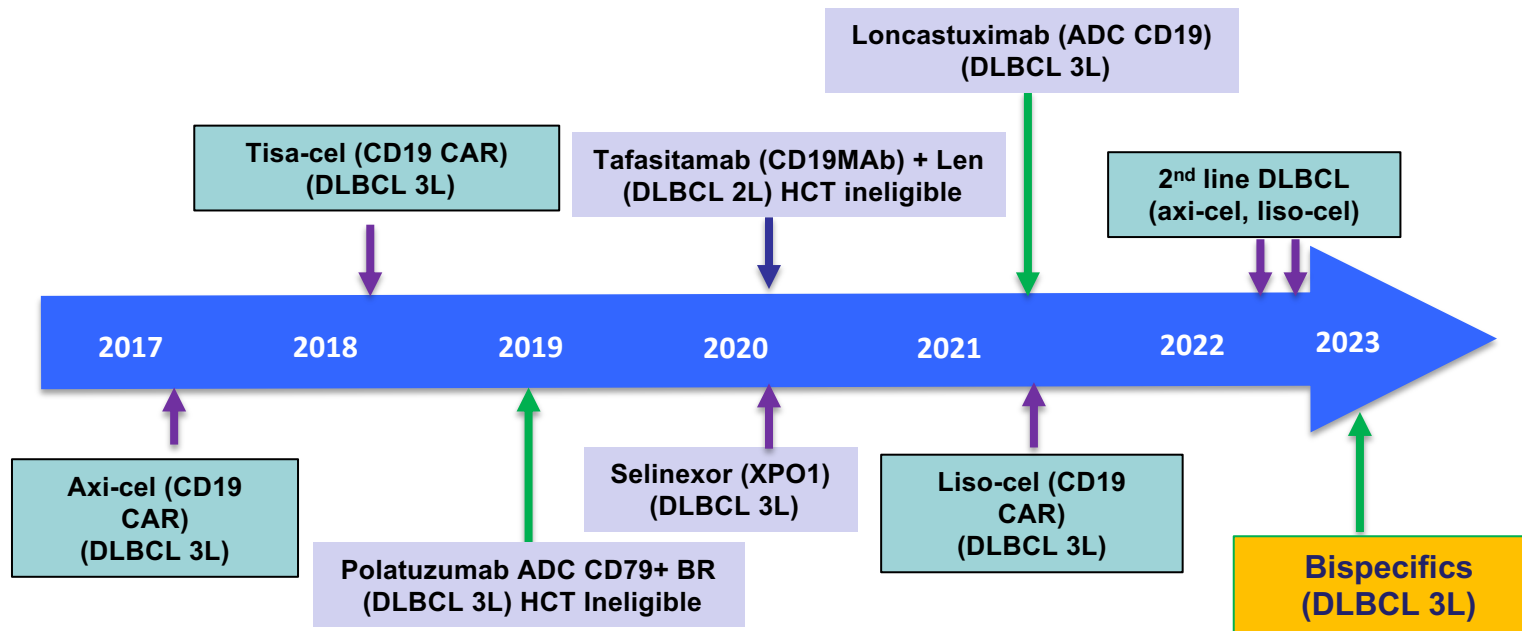 Loncastuximab (ADC CD19)
(DLBCL 3L)
Tisa-cel (CD19 CAR)
(DLBCL 3L)
Tafasitamab (CD19MAb) + Len
(DLBCL 2L) HCT ineligible
2nd line DLBCL
(axi-cel, liso-cel)
2017
2018
2019
2020
2021
2022
2023
Axi-cel (CD19
CAR)
(DLBCL 3L)
Polatuzumab ADC CD79+ BR
(DLBCL 3L) HCT Ineligible
Selinexor (XPO1)
(DLBCL 3L)
Liso-cel (CD19
CAR)
(DLBCL 3L)
Bispecifics
(DLBCL 3L)